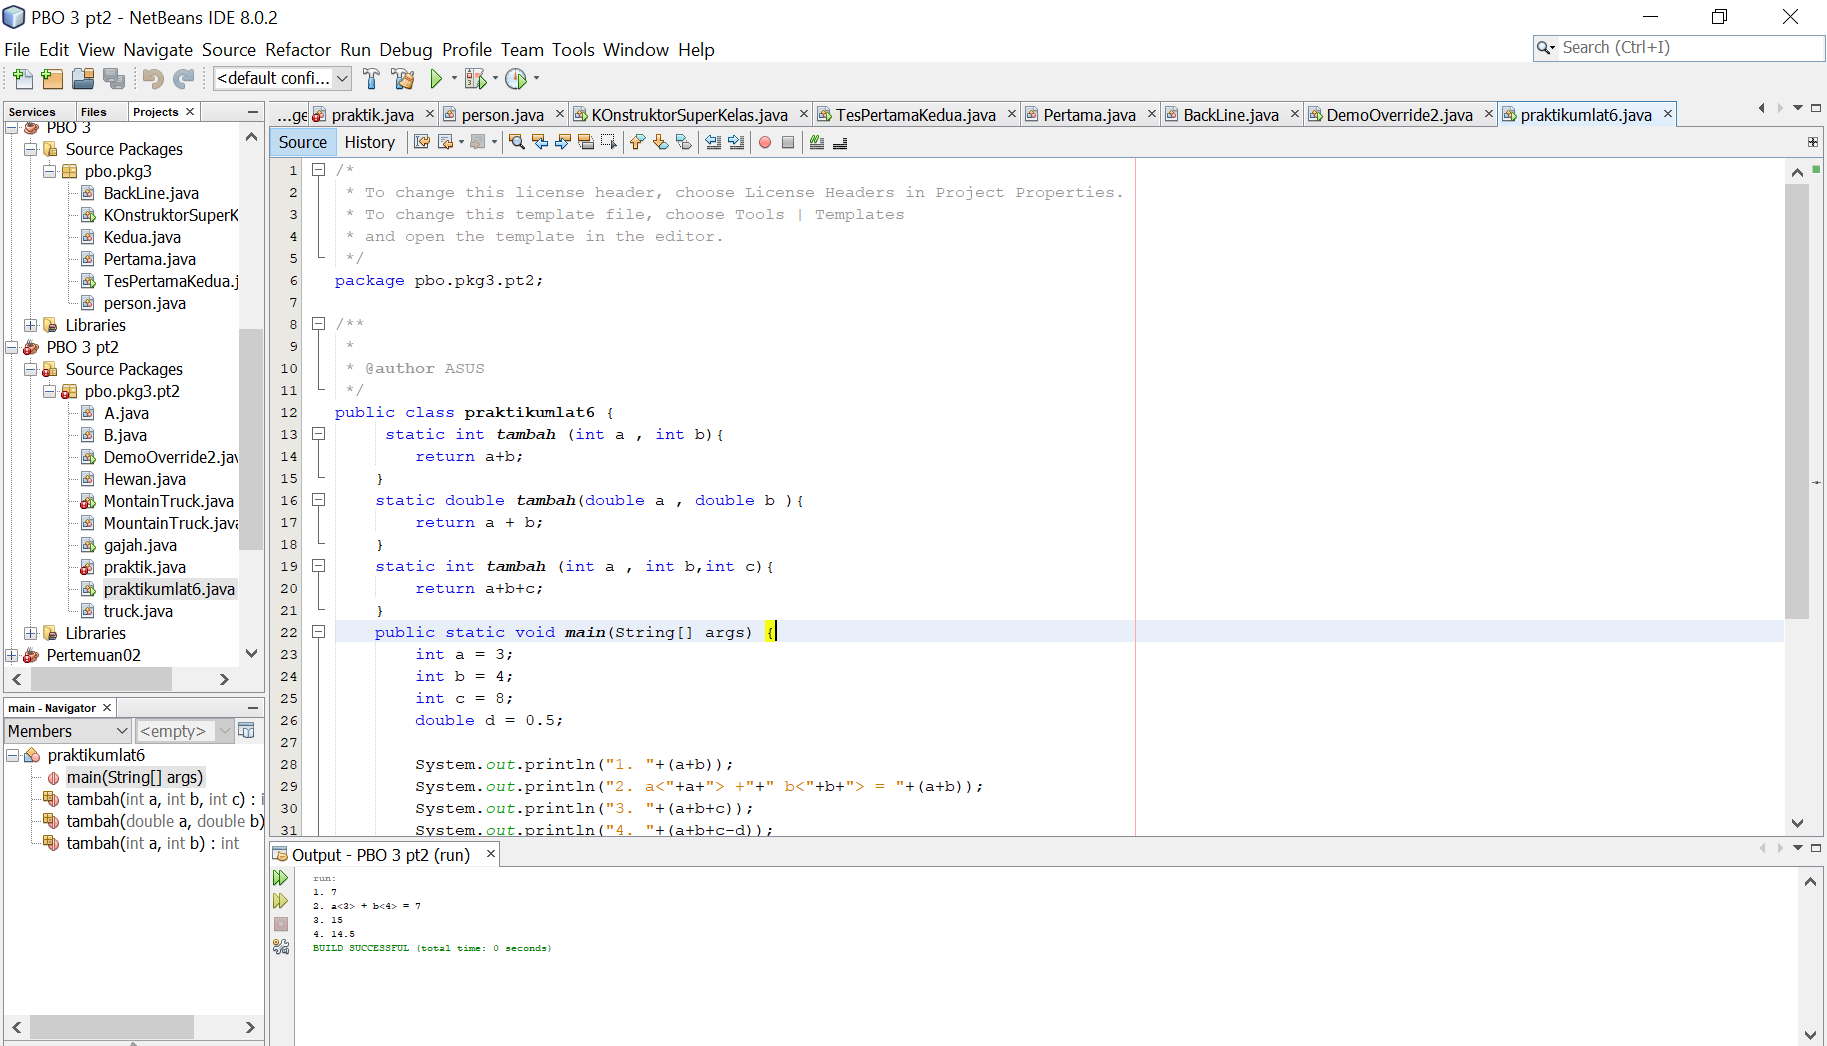 PBO 3 pt2 - NetBeans IDE 8.0.2
File Edit View Navigate Source Refactor Run Debug Profile Team Tools Window Help
Search (Ctrl+I)
<default confi...
Services Files Projects
PBO 3
Source Packages
pbo.pkg3
BackLine.java
KOnstruktorSuperK
Kedua.java
Pertama.java
TesPertamaKedua.j
person.java
Libraries
PBO 3 pt2
Source Packages
pbo.pkg3.pt2
A.java
B.java
DemoOverride2.jav
Hewan.java
MontainTruck.java
MountainTruck.java
gajah.java
praktik.java
praktikumlat6.java
truck.java
Libraries
Pertemuan02
main - Navigator
Members <empty>
praktikumlat6
main(String[] args)
tambah(int a, int b, int c) : i
tambah(double a, double b)
tambah(int a, int b) : int
...ge praktik.java person.java KOnstruktorSuperKelas.java TesPertamaKedua.java Pertama.java BackLine.java DemoOverride2.java praktikumlat6.java
Source History
1 /*
2 * To change this license header, choose License Headers in Project Properties.
3 * To change this template file, choose Tools | Templates
4 * and open the template in the editor.
5 */
6 package pbo.pkg3.pt2;
7
8 /**
9 *
10 * @author ASUS
11 */
12 public class praktikumlat6 {
13 static int tambah (int a , int b){
14 return a+b;
15 }
16 static double tambah(double a , double b ){
17 return a + b;
18 }
19 static int tambah (int a , int b,int c){
20 return a+b+c;
21 }
22 public static void main(String[] args) {
23 int a = 3;
24 int b = 4;
25 int c = 8;
26 double d = 0.5;
27
28 System.out.println("1. "+(a+b));
29 System.out.println("2. a<"+a+"> +"+" b<"+b+"> = "+(a+b));
30 System.out.println("3. "+(a+b+c));
31 System.out.println("4. "+(a+b+c-d));
Output - PBO 3 pt2 (run)
run:
1. 7
2. a<3> + b<4> = 7
3. 15
4. 14.5
BUILD SUCCESSFUL (total time: 0 seconds)